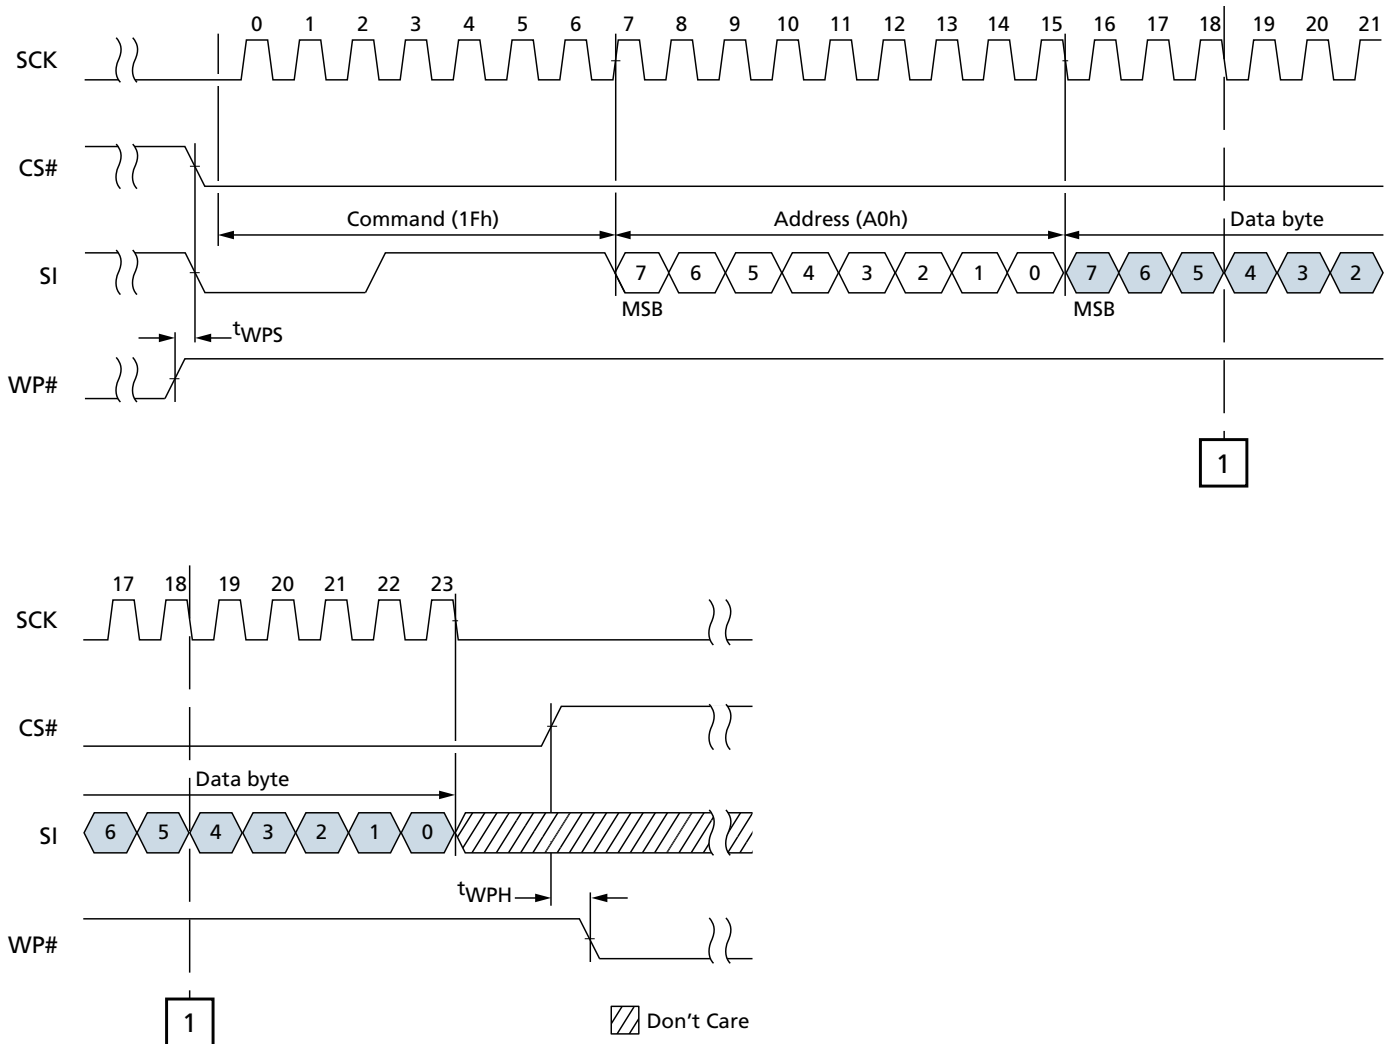 0 1 2 3 4 5 6 7 8 9 10 11 12 13 14 15 16 17 18 19 20 21
SCK
CS#
Command (1Fh) Address (A0h) Data byte
SI 7 6 5 4 3 2 1 0 7 6 5 4 3 2
MSB MSB
tWPS
WP#
1
17 18 19 20 21 22 23
SCK
CS#
Data byte
SI 6 5 4 3 2 1 0
tWPH
WP#
1 Don't Care